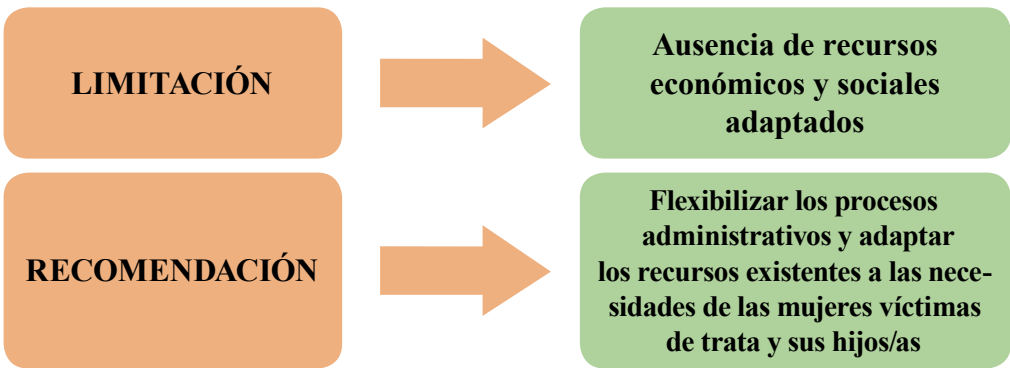 LIMITACIÓN
Ausencia de recursos
económicos y sociales
adaptados
RECOMENDACIÓN
Flexibilizar los procesos
administrativos y adaptar
los recursos existentes a las nece-
sidades de las mujeres víctimas
de trata y sus hijos/as